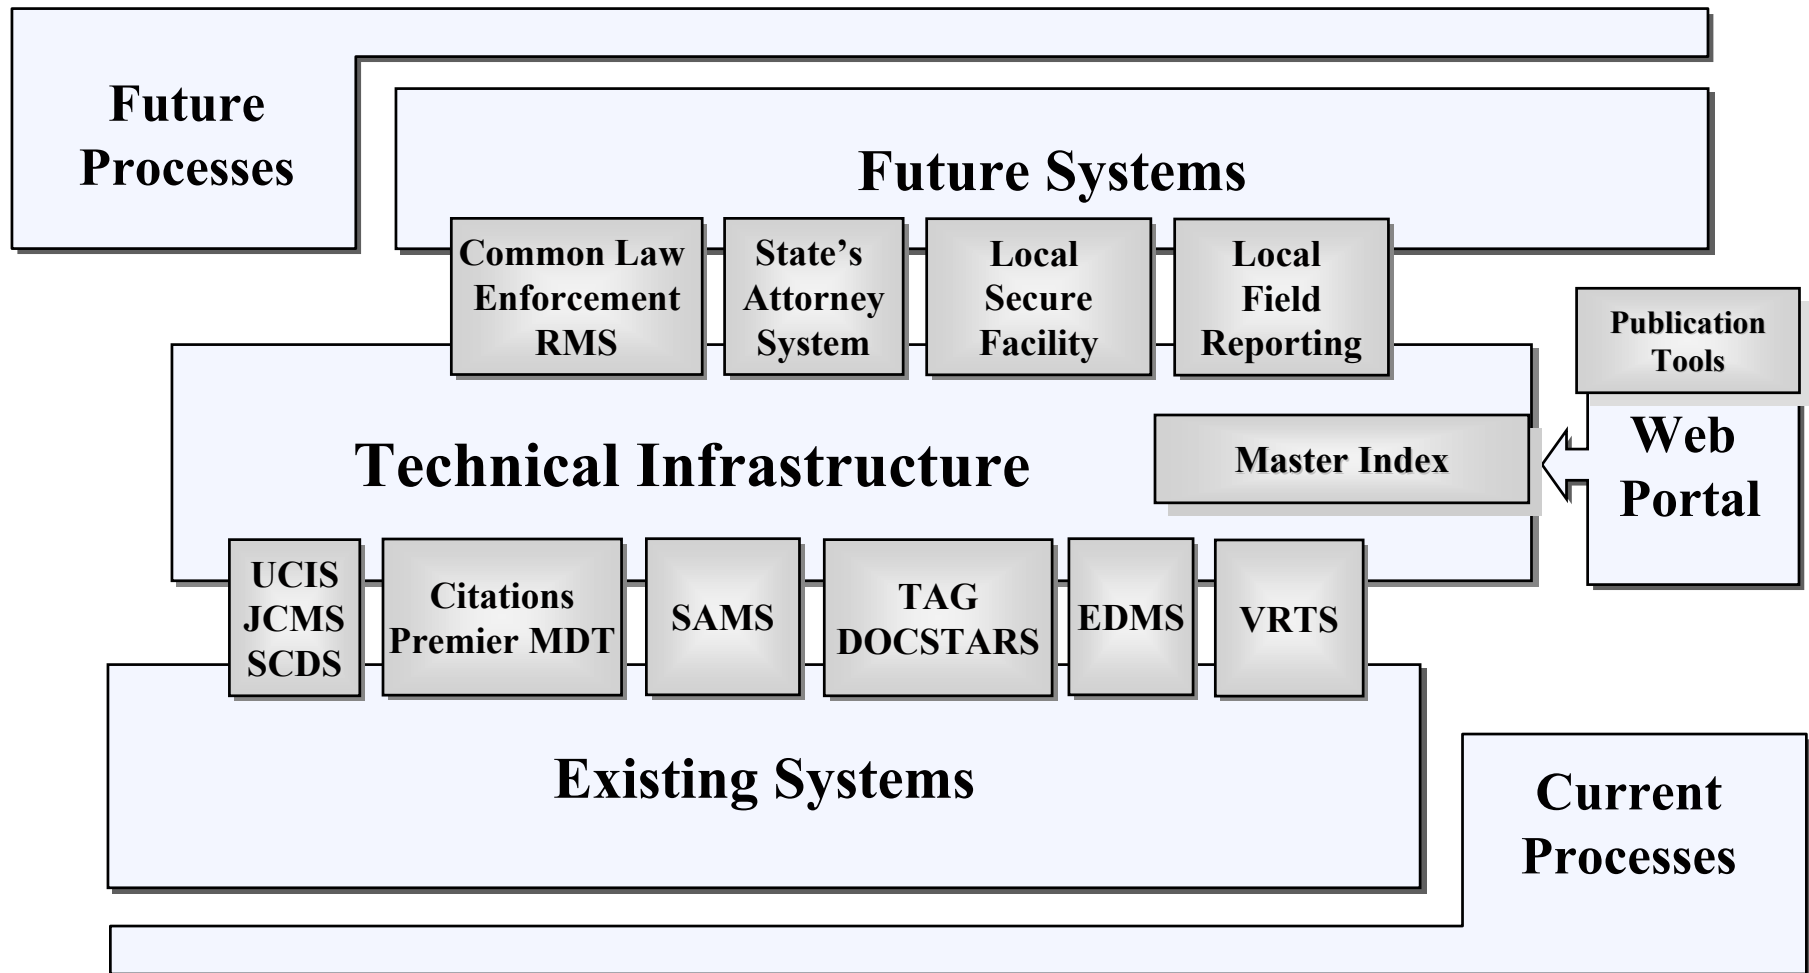 Future
Processes
Future Systems
Common Law
Enforcement
RMS
State's
Attorney
System
Local
Secure
Facility
Local
Field
Reporting
Publication
Tools
Web
Portal
Technical Infrastructure
Master Index
UCIS
JCMS
SCDS
Citations
Premier MDT
SAMS
TAG
DOCSTARS
EDMS
VRTS
Existing Systems
Current
Processes